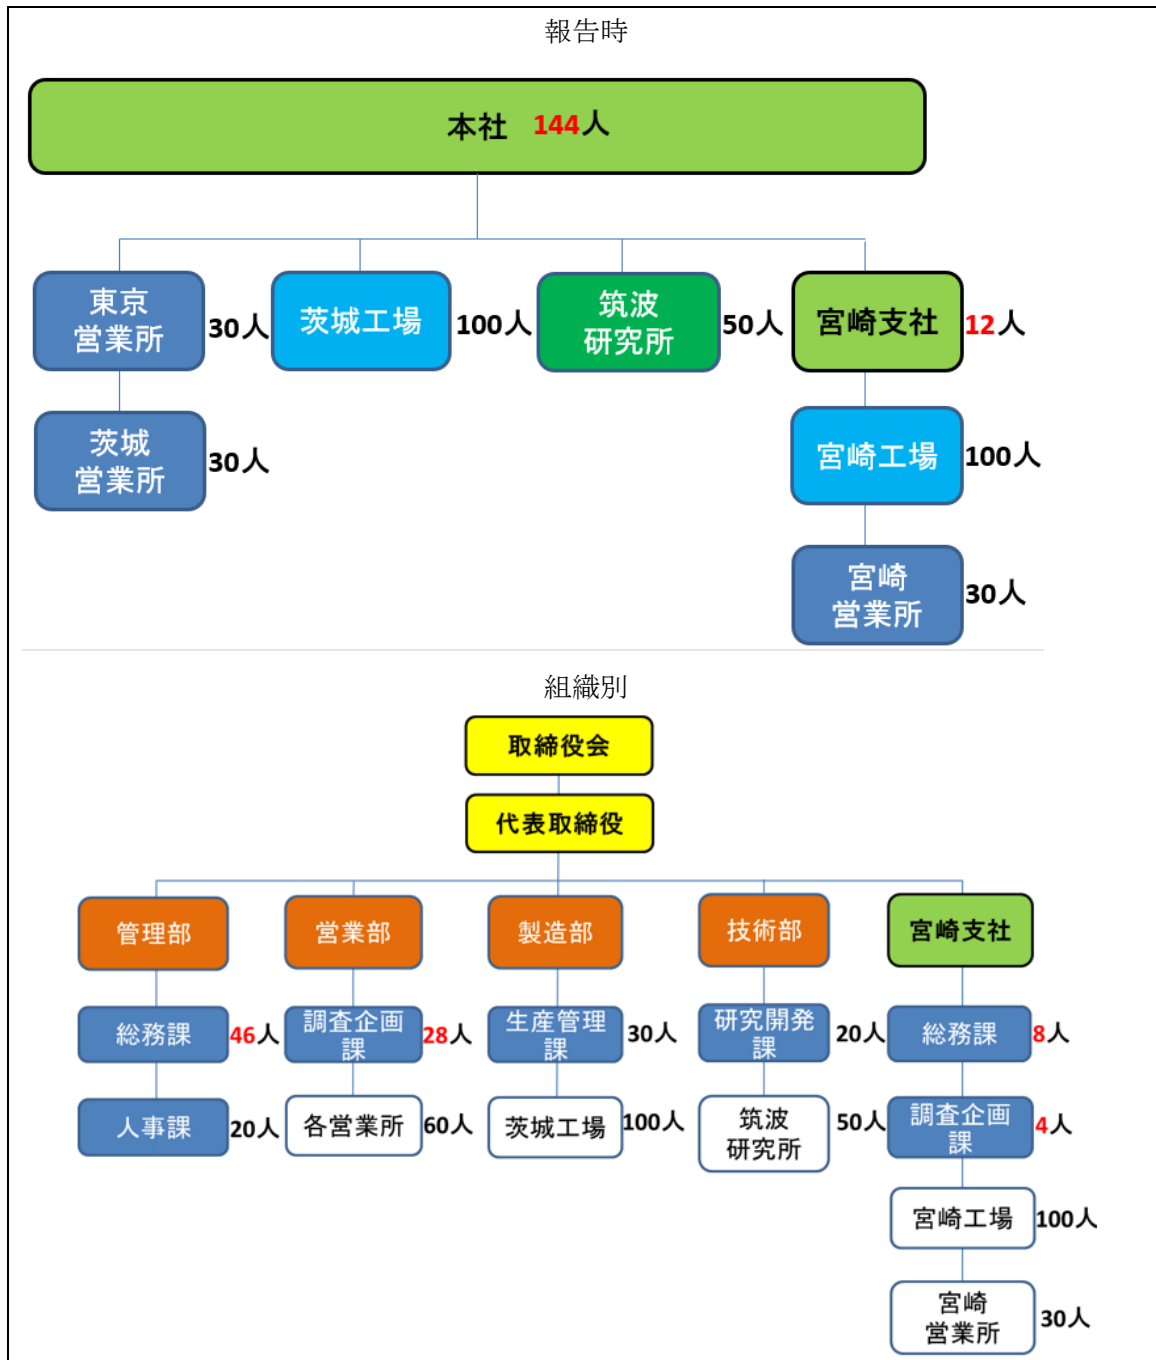 報告時
本社 144人
東京
営業所
30人
茨城工場
100人
筑波
研究所
50人
宮崎支社
12人
茨城
営業所
30人
宮崎工場
100人
宮崎
営業所
30人
組織別
取締役会
代表取締役
管理部
営業部
製造部
技術部
宮崎支社
総務課
46人
調査企画
課
28人
生産管理
課
30人
研究開発
課
20人
総務課
8人
人事課
20人
各営業所
60人
茨城工場
100人
筑波
研究所
50人
調査企画
課
4人
宮崎工場
100人
宮崎
営業所
30人